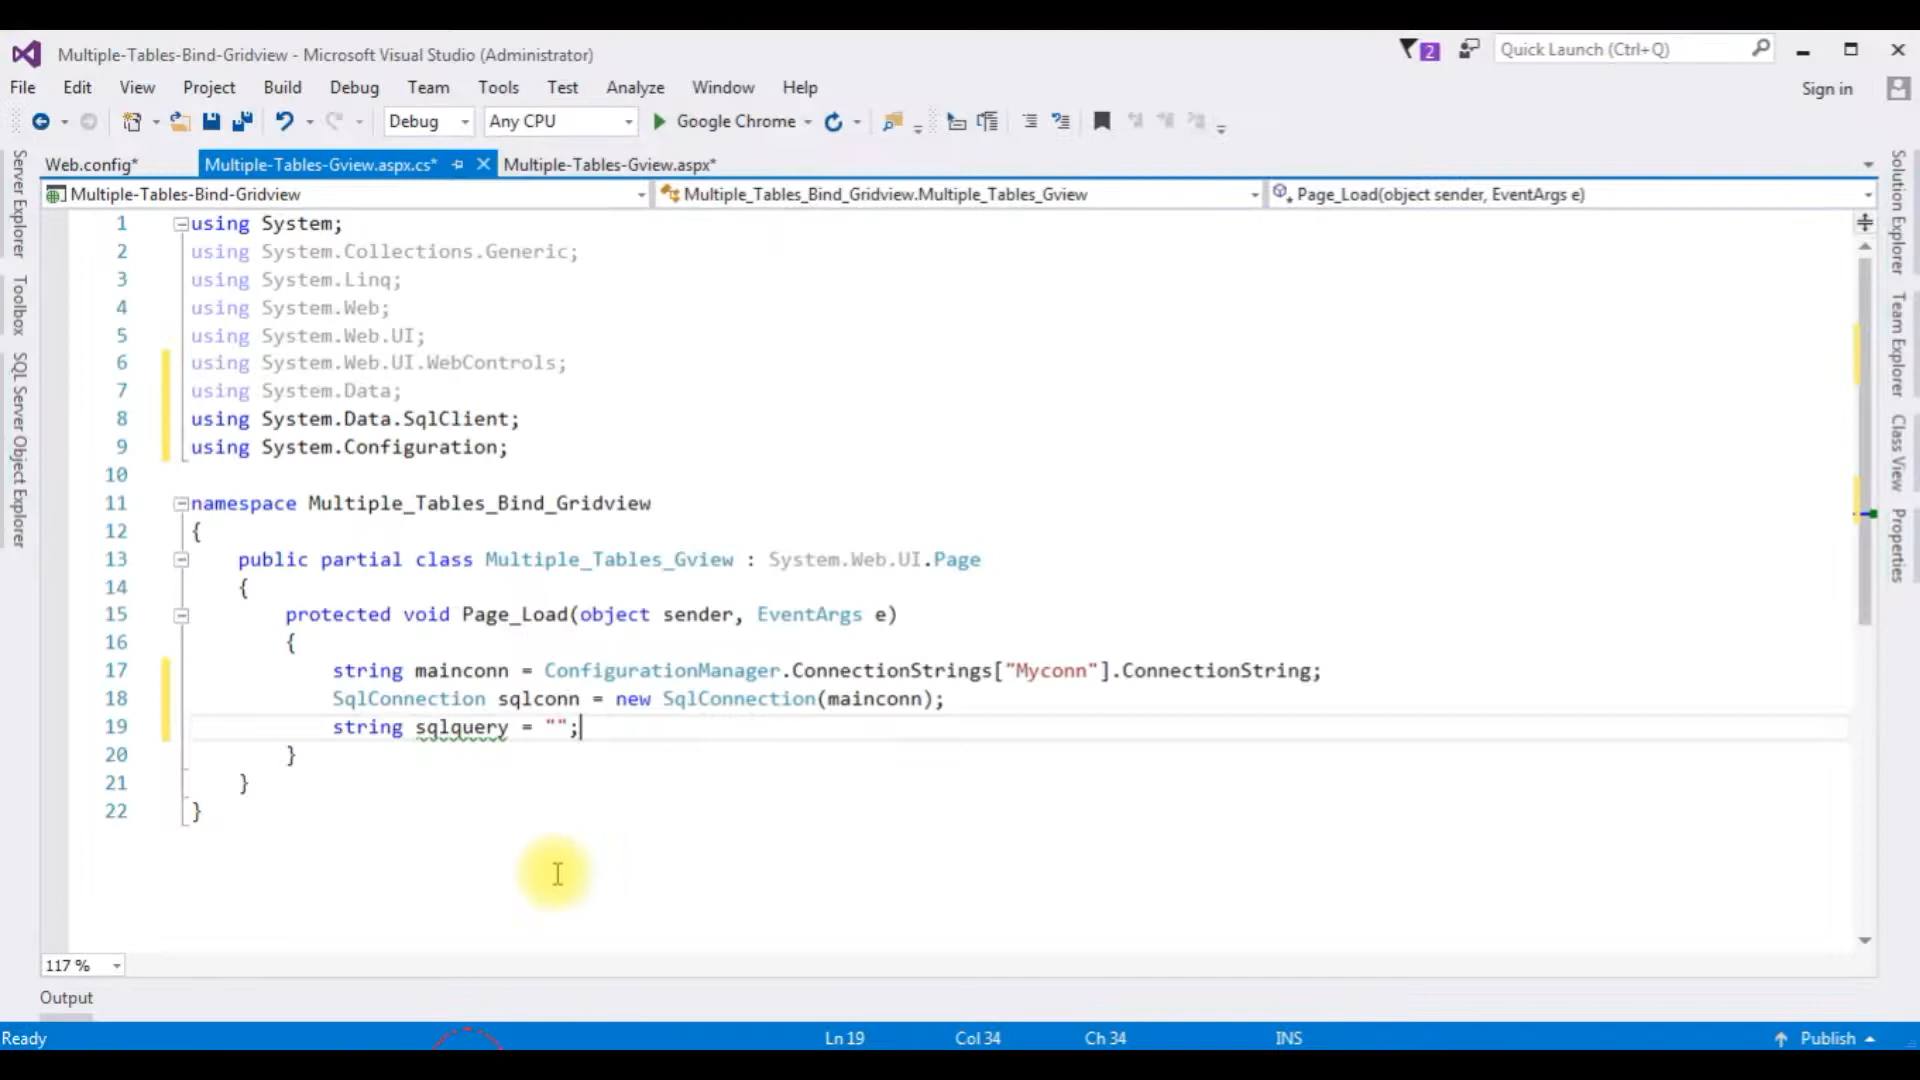 Multiple-Tables-Bind-Gridview - Microsoft Visual Studio (Administrator)
2
Quick Launch (Ctrl+Q)
File Edit View Project Build Debug Team Tools Test Analyze Window Help
Sign in
Debug Any CPU Google Chrome
Web.config* Multiple-Tables-Gview.aspx.cs* Multiple-Tables-Gview.aspx*
Multiple-Tables-Bind-Gridview Multiple_Tables_Bind_Gridview.Multiple_Tables_Gview Page_Load(object sender, EventArgs e)
Server Explorer
Toolbox
SQL Server Object Explorer
1 using System;
2 using System.Collections.Generic;
3 using System.Linq;
4 using System.Web;
5 using System.Web.UI;
6 using System.Web.UI.WebControls;
7 using System.Data;
8 using System.Data.SqlClient;
9 using System.Configuration;
10
11 namespace Multiple_Tables_Bind_Gridview
12 {
13 public partial class Multiple_Tables_Gview : System.Web.UI.Page
14 {
15 protected void Page_Load(object sender, EventArgs e)
16 {
17 string mainconn = ConfigurationManager.ConnectionStrings["Myconn"].ConnectionString;
18 SqlConnection sqlconn = new SqlConnection(mainconn);
19 string sqlquery = "";
20 }
21 }
22 }
Solution Explorer
Team Explorer
Class View
Properties
117 %
Output
Ready Ln 19 Col 34 Ch 34 INS Publish